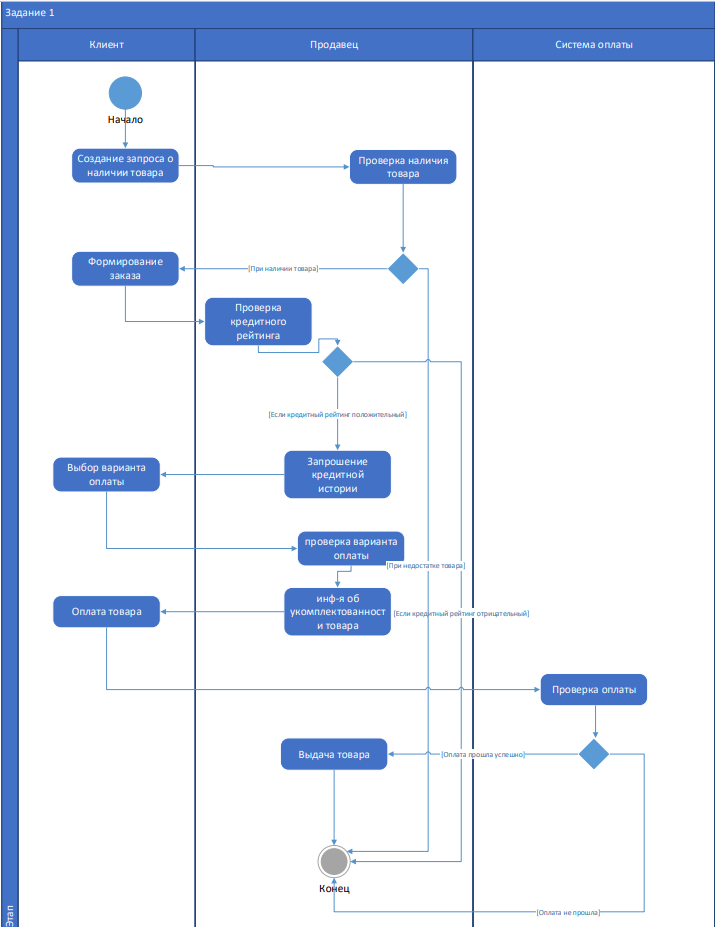 Задание 1
Клиент
Продавец
Система оплаты
Начало
Создание запроса о
наличии товара
Проверка наличия
товара
Формирование
заказа
[При наличии товара]
Проверка
кредитного
рейтинга
[Если кредитный рейтинг положительный]
Выбор варианта
оплаты
Запрошение
кредитной
истории
проверка варианта
оплаты
[При недостатке товара]
Оплата товара
инф-я об
укомплектованност
и товара
[Если кредитный рейтинг отрицательный]
Проверка оплаты
Выдача товара
[Оплата прошла успешно]
Конец
[Оплата не прошла]
Этап